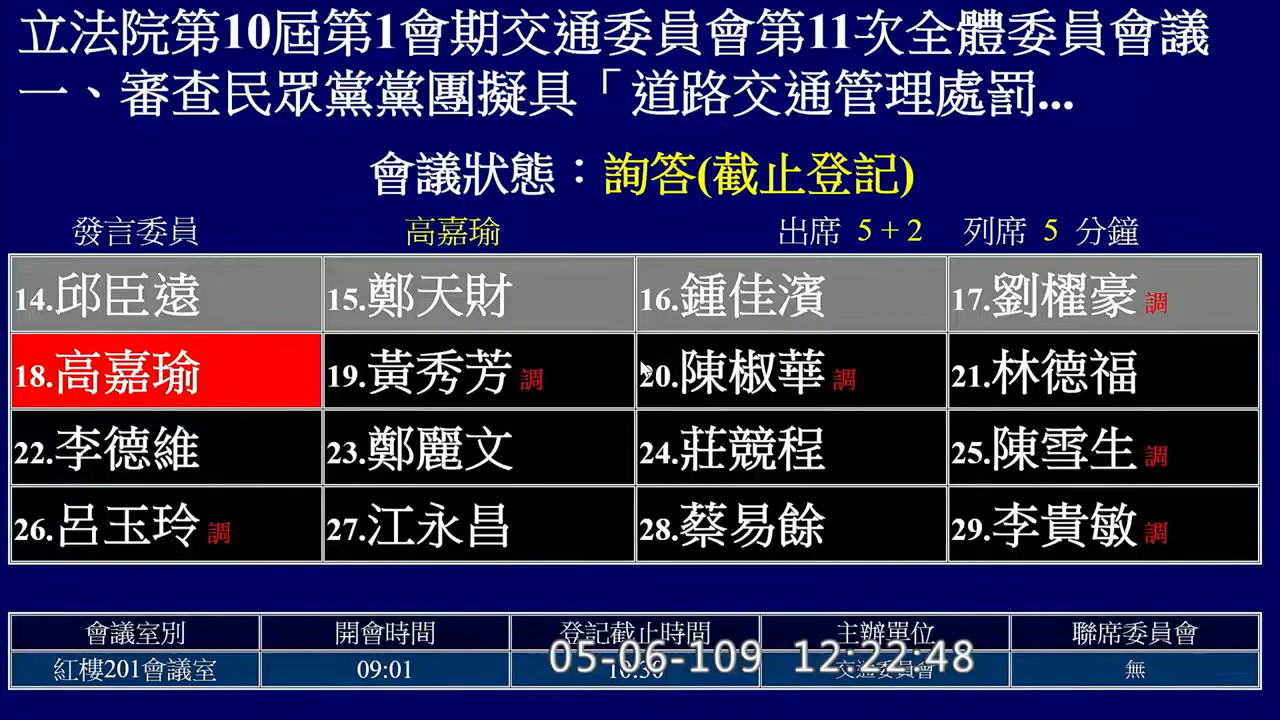 立法院第10屆第1會期交通委員會第11次全體委員會議
一、審查民眾黨黨團擬具「道路交通管理處罰...
會議狀態：詢答(截止登記)
發言委員 高嘉瑜 出席 5 + 2 列席 5 分鐘
14.邱臣遠 15.鄭天財 16.鍾佳濱 17.劉櫂豪 調
18.高嘉瑜 19.黃秀芳 調 20.陳椒華 調 21.林德福
22.李德維 23.鄭麗文 24.莊競程 25.陳雪生 調
26.呂玉玲 調 27.江永昌 28.蔡易餘 29.李貴敏 調
會議室別 開會時間 登記截止時間 主辦單位 聯席委員會
紅樓201會議室 09:01 10:30 交通委員會 無
05-06-109 12:22:48